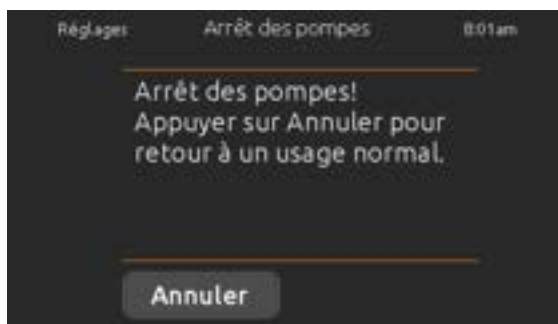 Réglages Arrêt des pompes 8:01am
Arrêt des pompes!
Appuyer sur Annuler pour
retour à un usage normal.
Annuler